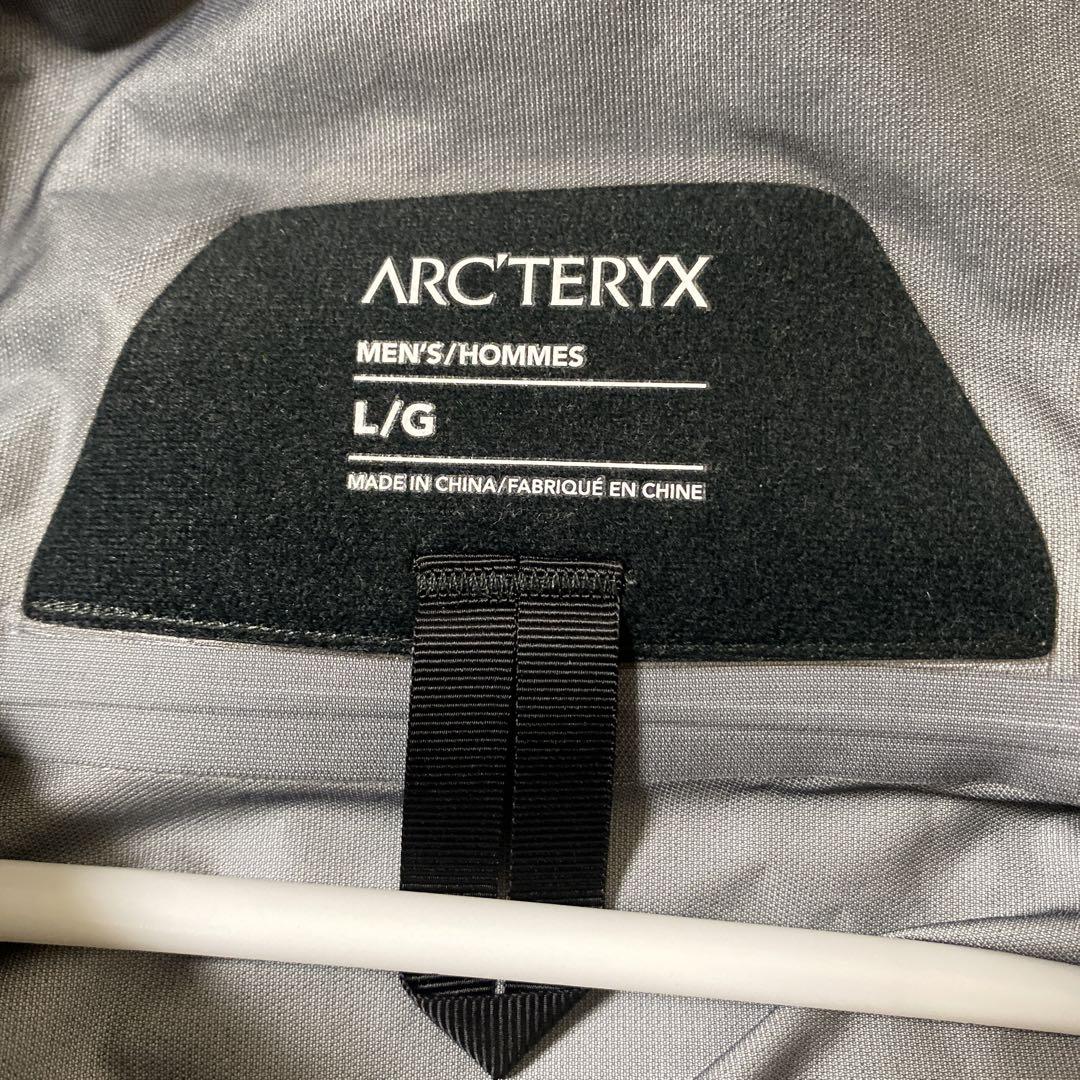 ARC'TERYX
MEN'S/HOMMES
L/G
MADE IN CHINA/FABRIQUÉ EN CHINE